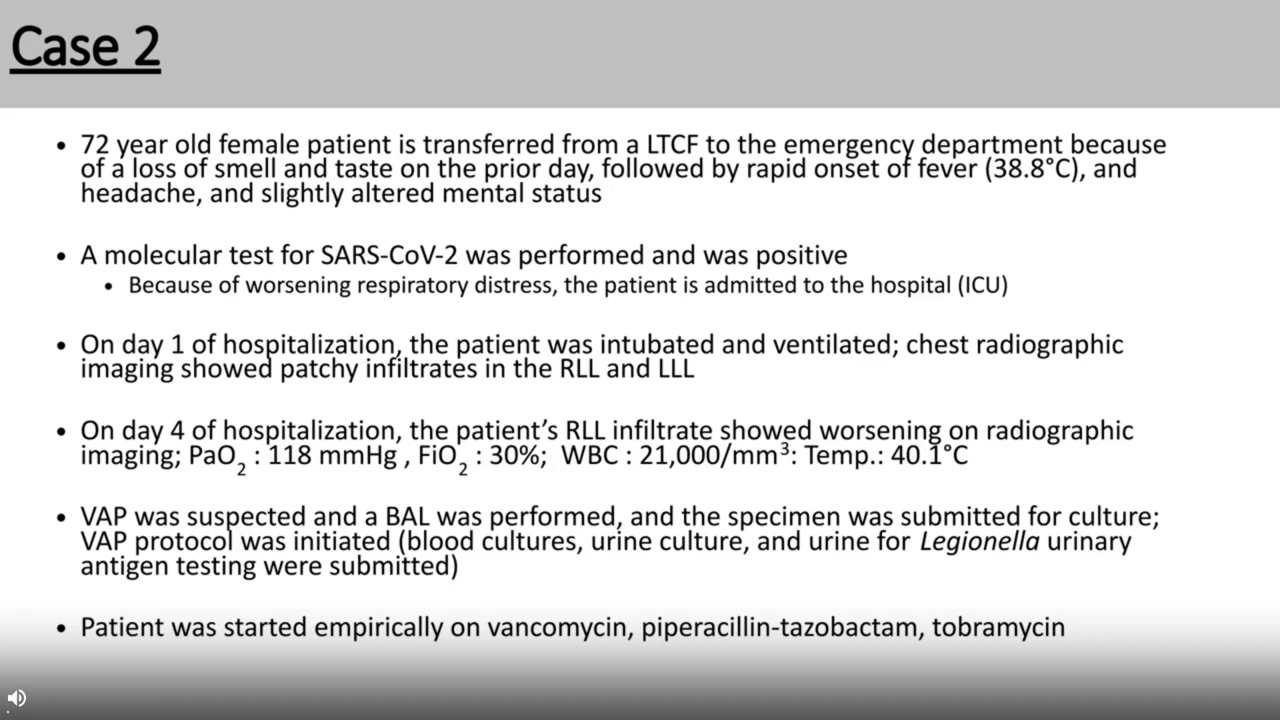 Case 2
• 72 year old female patient is transferred from a LTCF to the emergency department because
of a loss of smell and taste on the prior day, followed by rapid onset of fever (38.8°C), and
headache, and slightly altered mental status
• A molecular test for SARS-CoV-2 was performed and was positive
• Because of worsening respiratory distress, the patient is admitted to the hospital (ICU)
• On day 1 of hospitalization, the patient was intubated and ventilated; chest radiographic
imaging showed patchy infiltrates in the RLL and LLL
• On day 4 of hospitalization, the patient's RLL infiltrate showed worsening on radiographic
imaging; PaO₂ : 118 mmHg , FiO₂ : 30%; WBC : 21,000/mm³: Temp.: 40.1°C
• VAP was suspected and a BAL was performed, and the specimen was submitted for culture;
VAP protocol was initiated (blood cultures, urine culture, and urine for Legionella urinary
antigen testing were submitted)
• Patient was started empirically on vancomycin, piperacillin-tazobactam, tobramycin